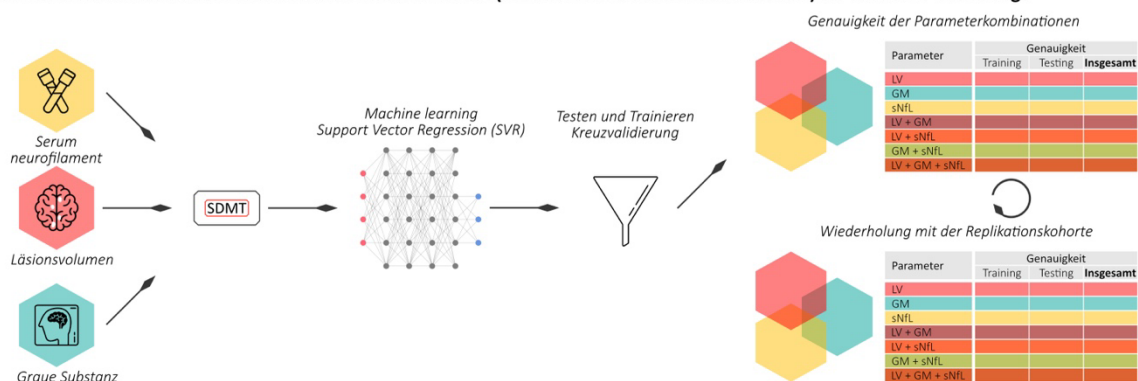 Genauigkeit der Parameterkombinationen
Serum
neurofilament
Läsionsvolumen
Graue Substanz
SDMT
Machine learning
Support Vector Regression (SVR)
Testen und Trainieren
Kreuzvalidierung
Parameter
Genauigkeit
Training Testing Insgesamt
LV
GM
sNfL
LV + GM
LV + sNfL
GM + sNfL
LV + GM + sNfL
Wiederholung mit der Replikationskohorte
Parameter
Genauigkeit
Training Testing Insgesamt
LV
GM
sNfL
LV + GM
LV + sNfL
GM + sNfL
LV + GM + sNfL